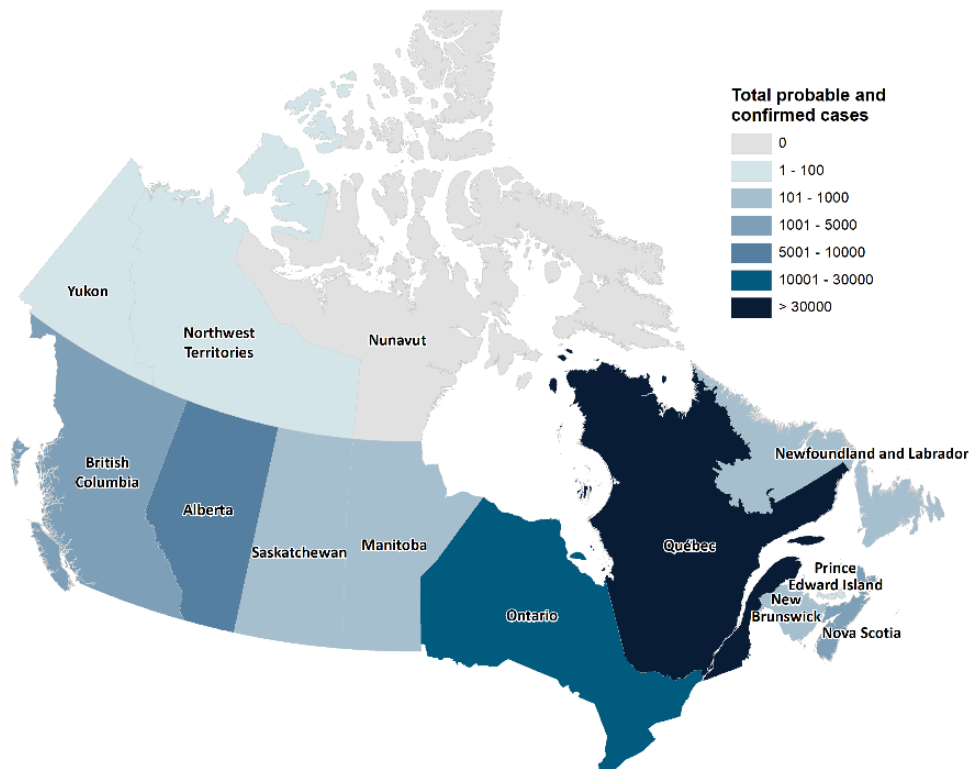 Total probable and
confirmed cases
0
1 - 100
101 - 1000
1001 - 5000
5001 - 10000
10001 - 30000
> 30000
Yukon
Northwest
Territories
Nunavut
British
Columbia
Alberta
Saskatchewan
Manitoba
Ontario
Québec
Newfoundland and Labrador
Prince
Edward Island
New
Brunswick
Nova Scotia